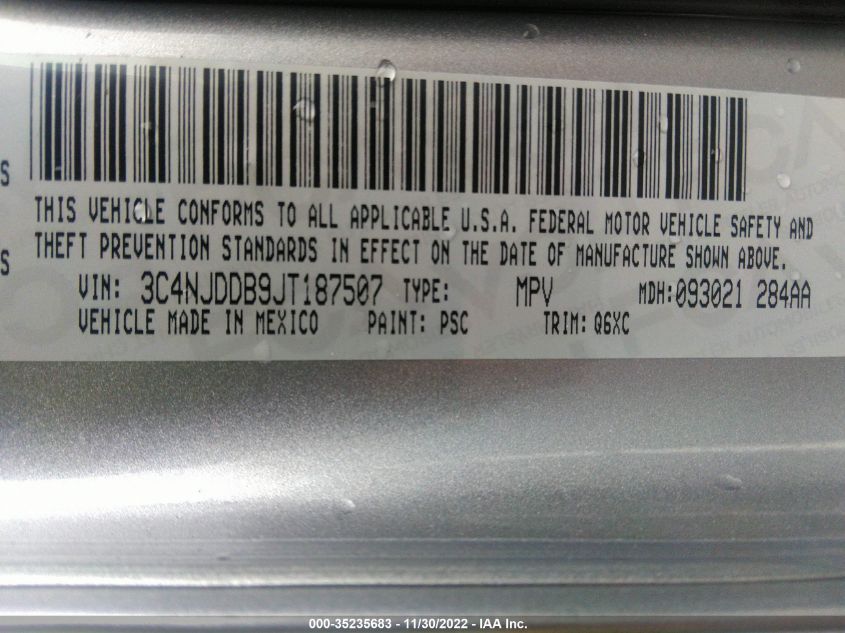 S
THIS VEHICLE CONFORMS TO ALL APPLICABLE U.S.A. FEDERAL MOTOR VEHICLE SAFETY AND
S THEFT PREVENTION STANDARDS IN EFFECT ON THE DATE OF MANUFACTURE SHOWN ABOVE.
VIN: 3C4NJDDB9JT187507 TYPE: MPV MDH:093021 284AA
VEHICLE MADE IN MEXICO PAINT: PSC TRIM: Q6XC
000-35235683 - 11/30/2022 - IAA Inc.